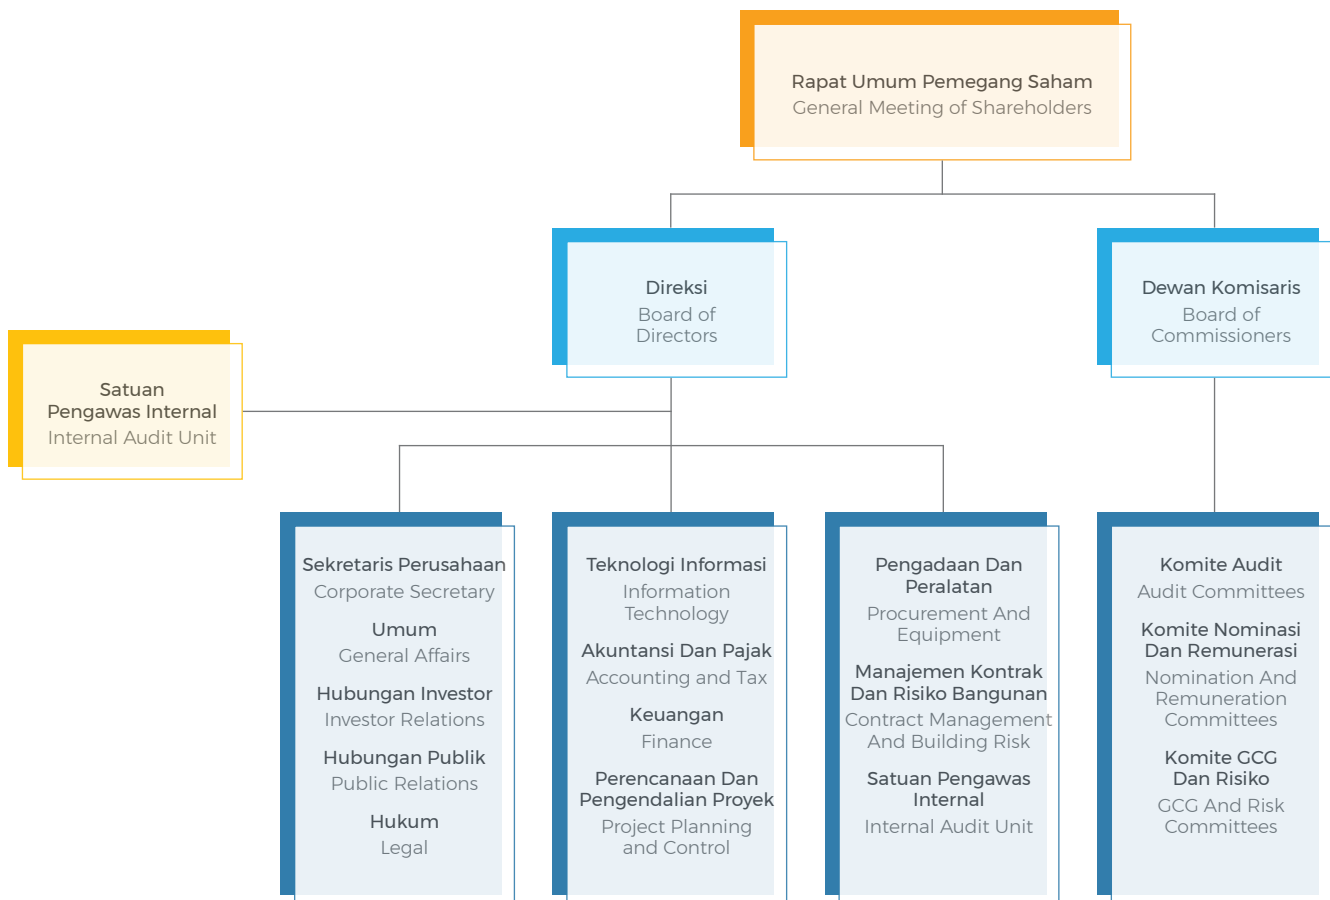 Rapat Umum Pemegang Saham
General Meeting of Shareholders
Direksi
Board of
Directors
Dewan Komisaris
Board of
Commissioners
Satuan
Pengawas Internal
Internal Audit Unit
Sekretaris Perusahaan
Corporate Secretary
Umum
General Affairs
Hubungan Investor
Investor Relations
Hubungan Publik
Public Relations
Hukum
Legal
Teknologi Informasi
Information
Technology
Akuntansi Dan Pajak
Accounting and Tax
Keuangan
Finance
Perencanaan Dan
Pengendalian Proyek
Project Planning
and Control
Pengadaan Dan
Peralatan
Procurement And
Equipment
Manajemen Kontrak
Dan Risiko Bangunan
Contract Management
And Building Risk
Satuan Pengawas
Internal
Internal Audit Unit
Komite Audit
Audit Committees
Komite Nominasi
Dan Remunerasi
Nomination And
Remuneration
Committees
Komite GCG
Dan Risiko
GCG And Risk
Committees